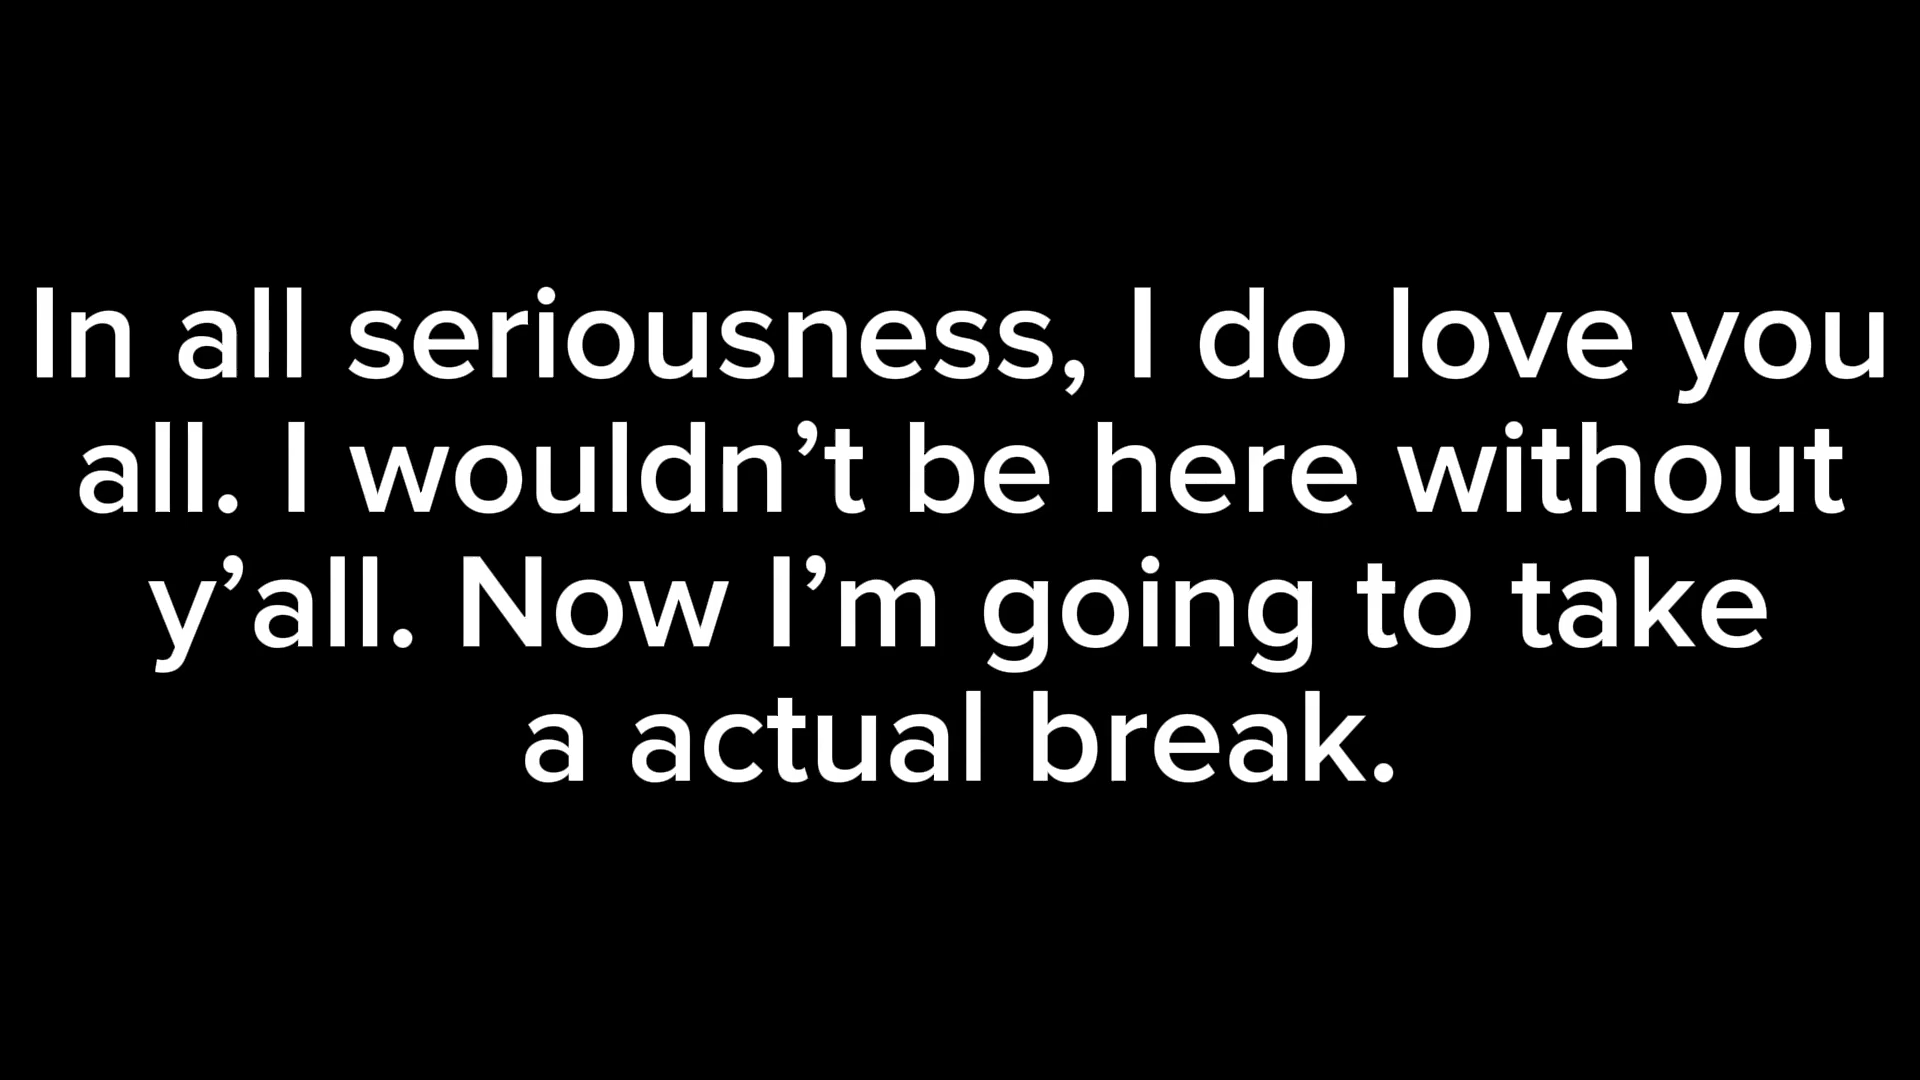 In all seriousness, I do love you
all. I wouldn’t be here without
y’all. Now I’m going to take
a actual break.